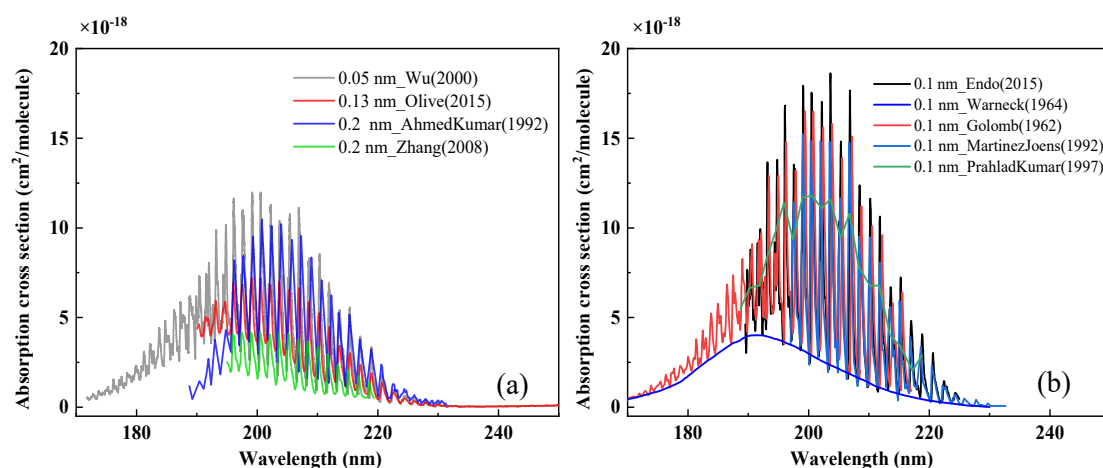 ×10⁻¹⁸
20
15
10
5
0
Absorption cross section (cm²/molecule)
0.05 nm_Wu(2000)
0.13 nm_Olive(2015)
0.2 nm_AhmedKumar(1992)
0.2 nm_Zhang(2008)
(a)
180 200 220 240
Wavelength (nm)
×10⁻¹⁸
20
15
10
5
0
Absorption cross section (cm²/molecule)
0.1 nm_Endo(2015)
0.1 nm_Warneck(1964)
0.1 nm_Golomb(1962)
0.1 nm_MartinezJoens(1992)
0.1 nm_PrahladKumar(1997)
(b)
180 200 220 240
Wavelength (nm)